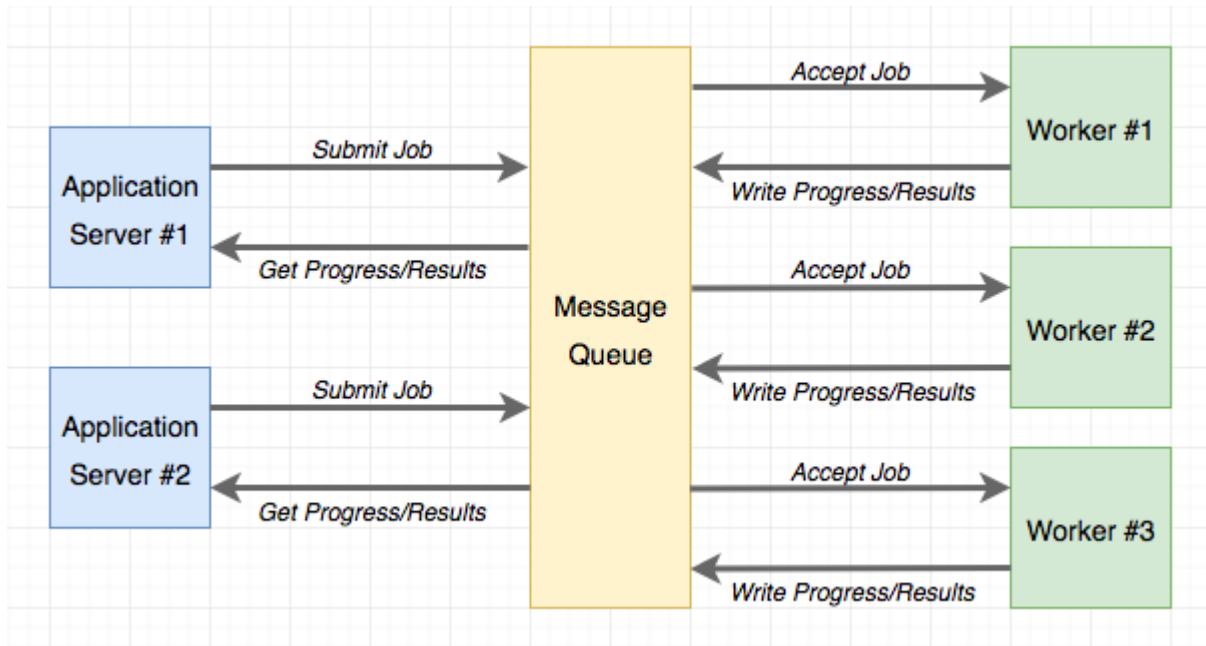 Application
Server #1
Submit Job
Get Progress/Results
Application
Server #2
Submit Job
Get Progress/Results
Message
Queue
Accept Job
Write Progress/Results
Worker #1
Accept Job
Write Progress/Results
Worker #2
Accept Job
Write Progress/Results
Worker #3